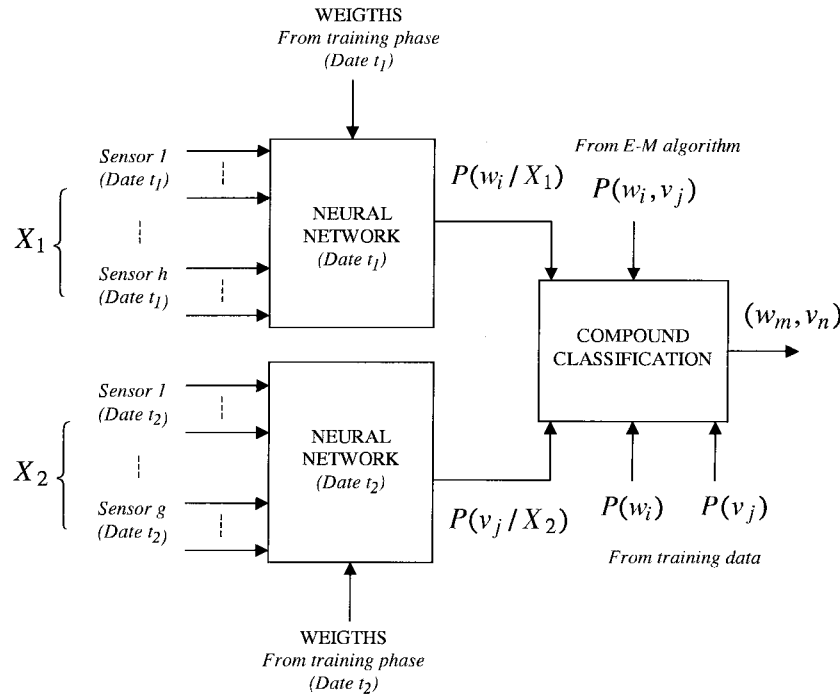 WEIGTHS
From training phase
(Date t1)
Sensor 1
(Date t1)
X1
Sensor h
(Date t1)
NEURAL
NETWORK
(Date t1)
P(wi / X1)
From E-M algorithm
P(wi, vj)
COMPOUND
CLASSIFICATION
(wm, vn)
Sensor 1
(Date t2)
X2
Sensor g
(Date t2)
NEURAL
NETWORK
(Date t2)
P(vj / X2)
P(wi)
P(vj)
From training data
WEIGTHS
From training phase
(Date t2)